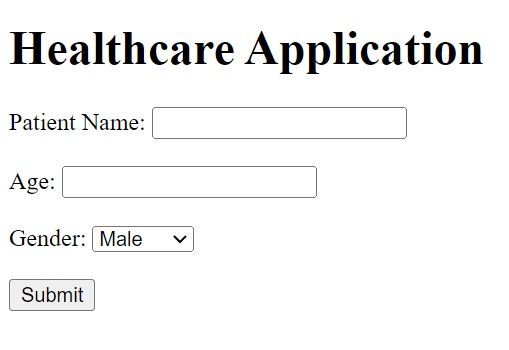 Healthcare Application
Patient Name:
Age:
Gender: Male
Submit